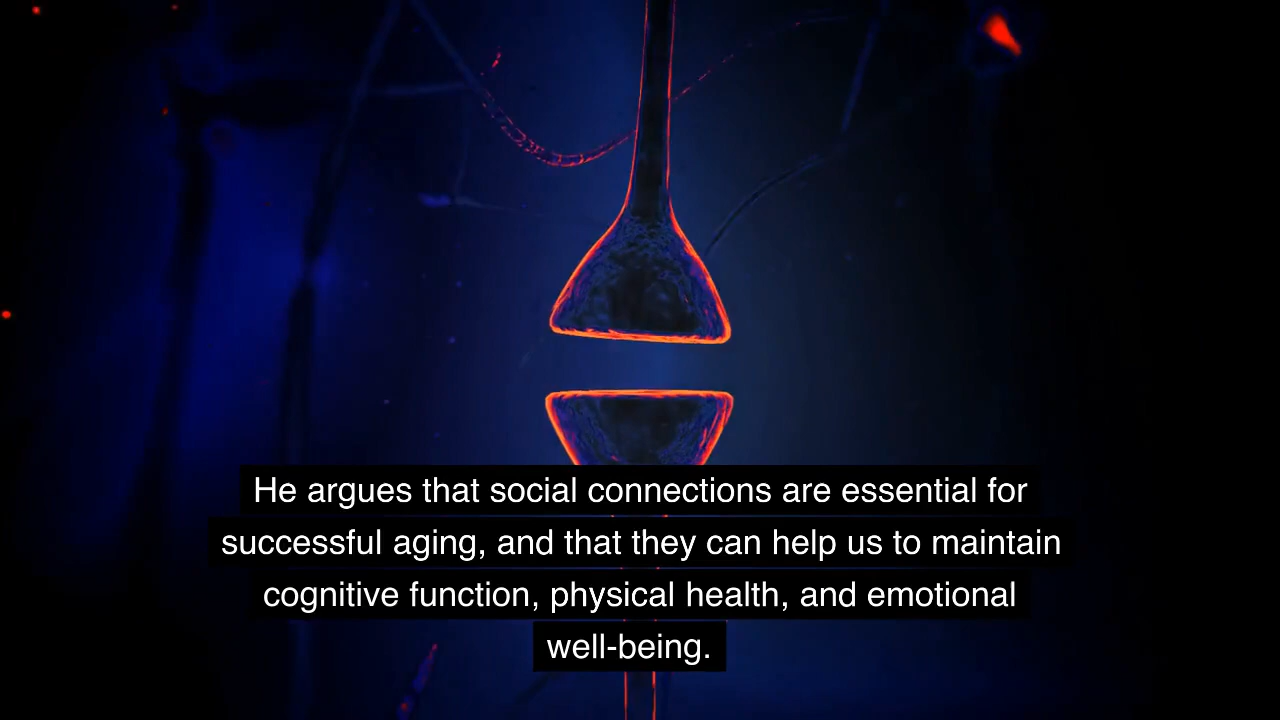 He argues that social connections are essential for
successful aging, and that they can help us to maintain
cognitive function, physical health, and emotional
well-being.